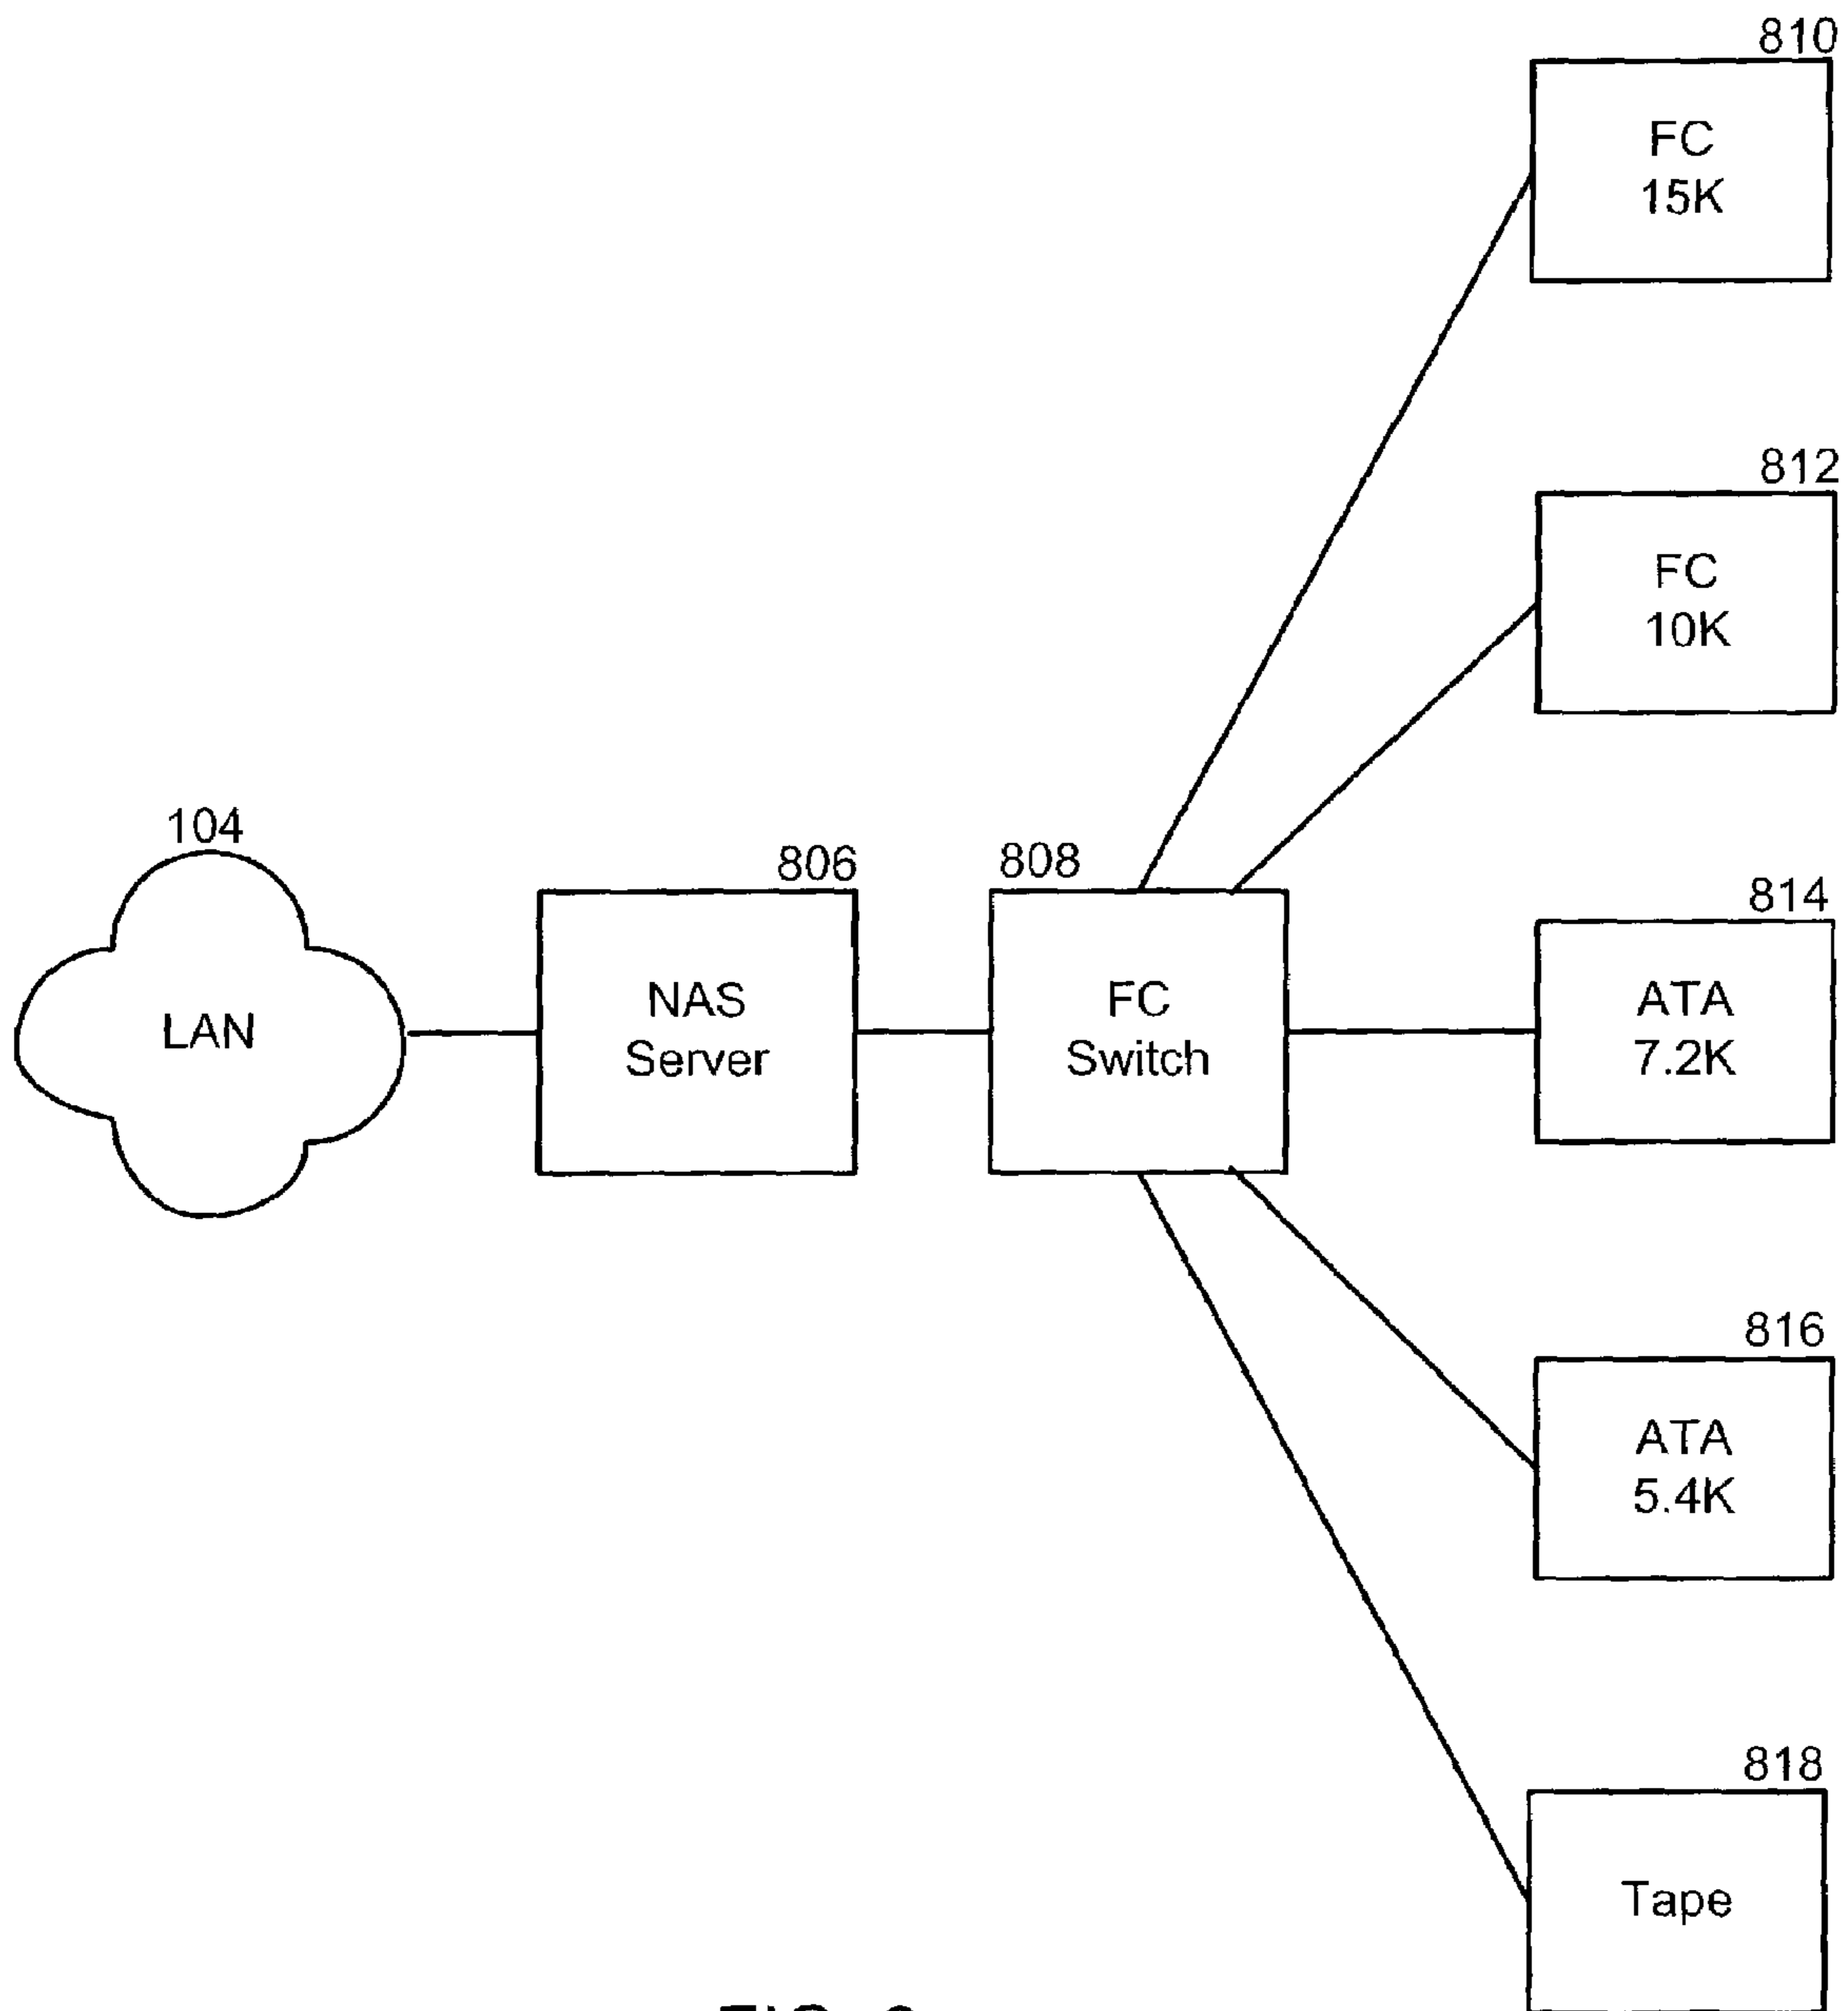 810
FC
15K
812
FC
10K
104
LAN
806
NAS
Server
808
FC
Switch
814
ATA
7.2K
816
ATA
5.4K
818
Tape